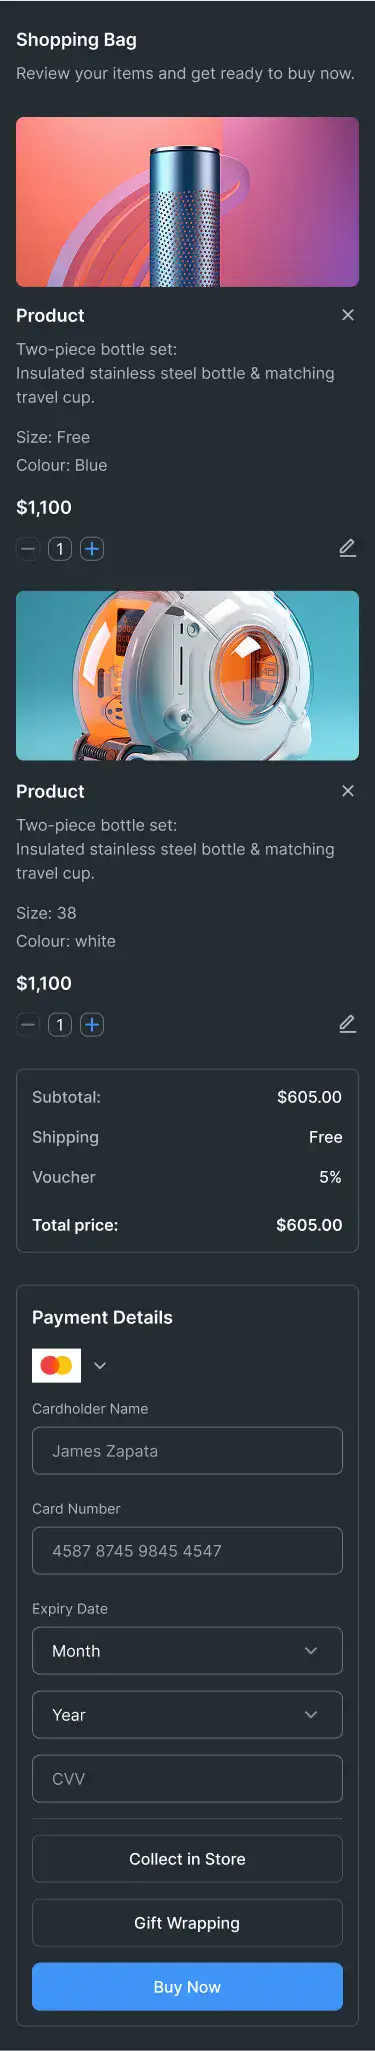 Shopping Bag
Review your items and get ready to buy now.
Product
Two-piece bottle set:
Insulated stainless steel bottle & matching
travel cup.
Size: Free
Colour: Blue
$1,100
1
Product
Two-piece bottle set:
Insulated stainless steel bottle & matching
travel cup.
Size: 38
Colour: white
$1,100
1
Subtotal: $605.00
Shipping Free
Voucher 5%
Total price: $605.00
Payment Details
Cardholder Name
James Zapata
Card Number
4587 8745 9845 4547
Expiry Date
Month
Year
CVV
Collect in Store
Gift Wrapping
Buy Now